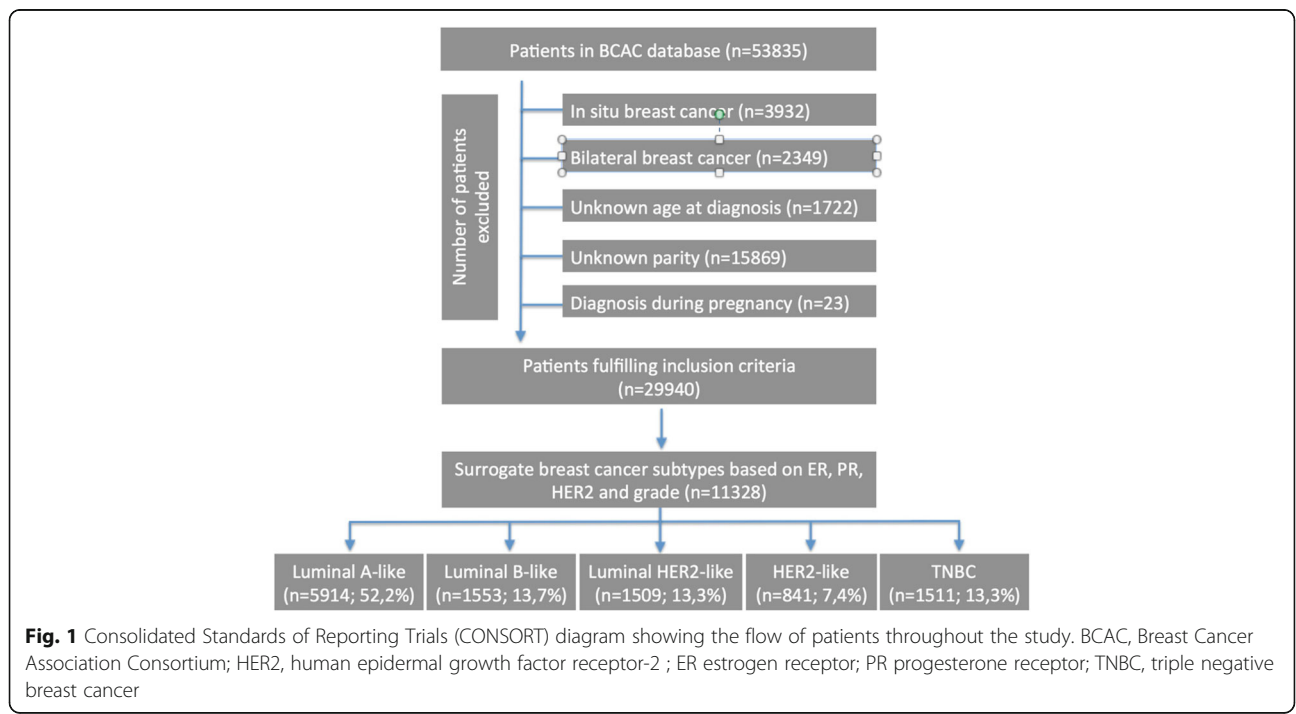 Patients in BCAC database (n=53835)
Number of patients
excluded
In situ breast cancer (n=3932)
Bilateral breast cancer (n=2349)
Unknown age at diagnosis (n=1722)
Unknown parity (n=15869)
Diagnosis during pregnancy (n=23)
Patients fulfilling inclusion criteria
(n=29940)
Surrogate breast cancer subtypes based on ER, PR,
HER2 and grade (n=11328)
Luminal A-like
(n=5914; 52,2%)
Luminal B-like
(n=1553; 13,7%)
Luminal HER2-like
(n=1509; 13,3%)
HER2-like
(n=841; 7,4%)
TNBC
(n=1511; 13,3%)
Fig. 1 Consolidated Standards of Reporting Trials (CONSORT) diagram showing the flow of patients throughout the study. BCAC, Breast Cancer
Association Consortium; HER2, human epidermal growth factor receptor-2 ; ER estrogen receptor; PR progesterone receptor; TNBC, triple negative
breast cancer